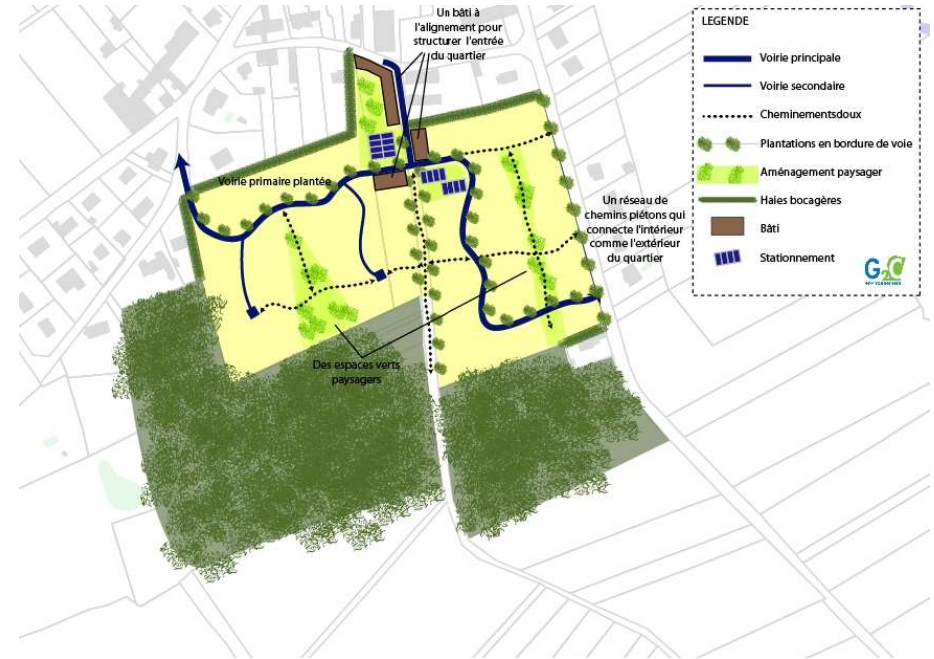 Un bâti à
l'alignement pour
structurer l'entrée
du quartier
Voirie primaire plantée
Un réseau de
chemins piétons qui
connecte l'intérieur
comme l'extérieur
du quartier
Des espaces verts
paysagers
LEGENDE
Voirie principale
Voirie secondaire
Cheminementsdoux
Plantations en bordure de voie
Aménagement paysager
Haies bocagères
Bâti
Stationnement
G2C